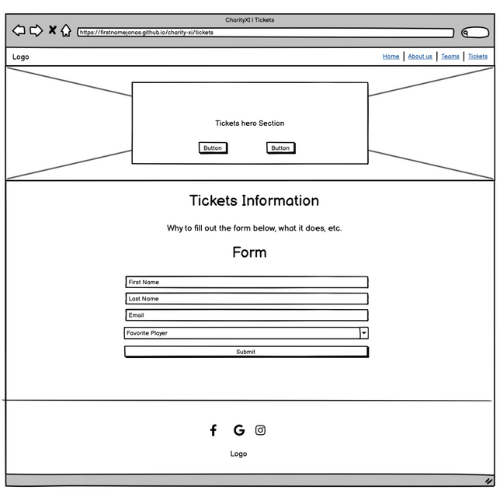 CharityXI | Tickets
https://firstnamejonas.github.io/charity-xi/tickets
Logo
Home | About us | Teams | Tickets
Tickets hero Section
Button Button
Tickets Information
Why to fill out the form below, what it does, etc.
Form
First Name
Last Name
Email
Favorite Player
Submit
Logo